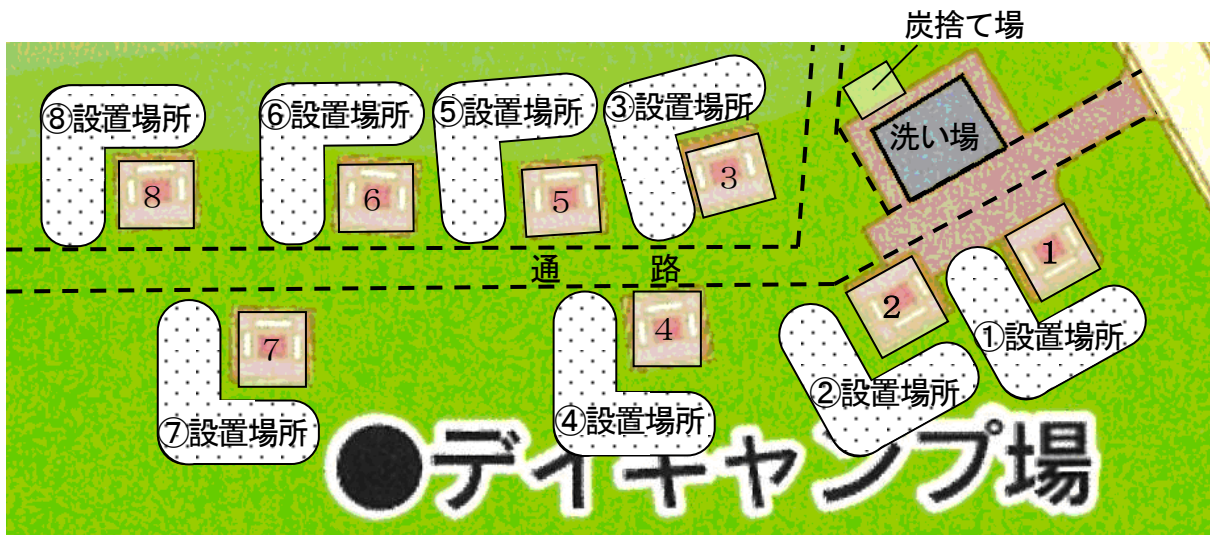 炭捨て場
⑧設置場所
⑥設置場所
⑤設置場所
③設置場所
洗い場
8
6
5
3
1
通路
2
7
4
①設置場所
②設置場所
⑦設置場所
④設置場所
●デイキャンプ場